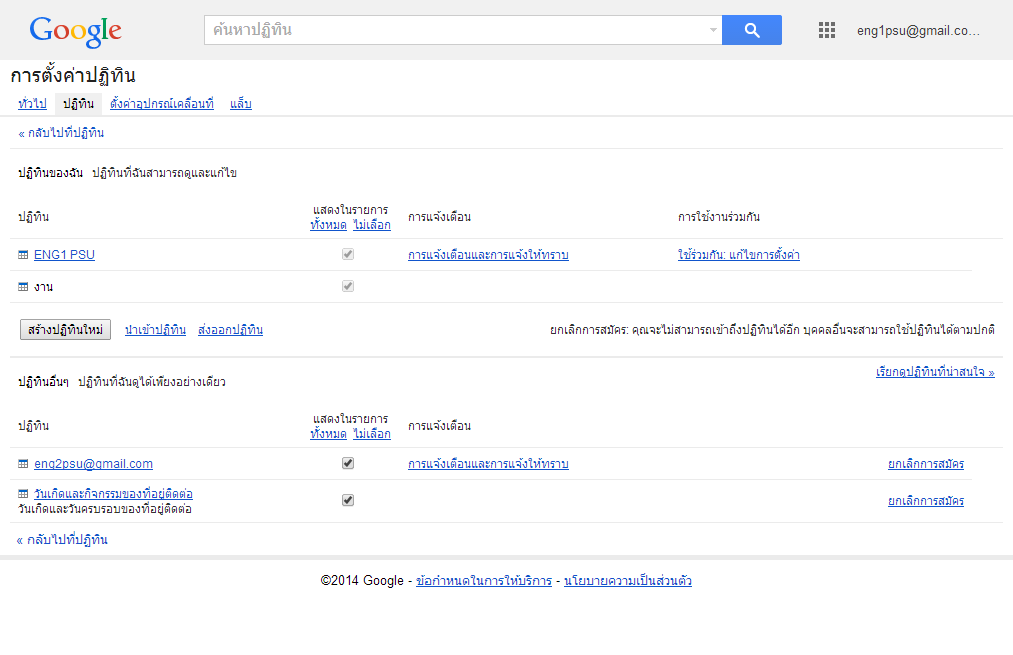 Google
ค้นหาปฏิทิน
eng1psu@gmail.co...
การตั้งค่าปฏิทิน
ทั่วไป ปฏิทิน ตั้งค่าอุปกรณ์เคลื่อนที่ แล็บ
« กลับไปที่ปฏิทิน
ปฏิทินของฉัน ปฏิทินที่ฉันสามารถดูและแก้ไข
ปฏิทิน แสดงในรายการ การแจ้งเตือน การใช้งานร่วมกัน
ทั้งหมด ไม่เลือก
ENG1 PSU การแจ้งเตือนและการแจ้งให้ทราบ ใช้ร่วมกัน: แก้ไขการตั้งค่า
งาน
สร้างปฏิทินใหม่ นำเข้าปฏิทิน ส่งออกปฏิทิน ยกเลิกการสมัคร: คุณจะไม่สามารถเข้าถึงปฏิทินได้อีก บุคคลอื่นจะสามารถใช้ปฏิทินได้ตามปกติ
เรียกดูปฏิทินที่น่าสนใจ »
ปฏิทินอื่นๆ ปฏิทินที่ฉันดูได้เพียงอย่างเดียว
ปฏิทิน แสดงในรายการ การแจ้งเตือน
ทั้งหมด ไม่เลือก
eng2psu@gmail.com การแจ้งเตือนและการแจ้งให้ทราบ ยกเลิกการสมัคร
วันเกิดและกิจกรรมของที่อยู่ติดต่อ ยกเลิกการสมัคร
วันเกิดและวันครบรอบของที่อยู่ติดต่อ
« กลับไปที่ปฏิทิน
©2014 Google - ข้อกำหนดในการให้บริการ - นโยบายความเป็นส่วนตัว